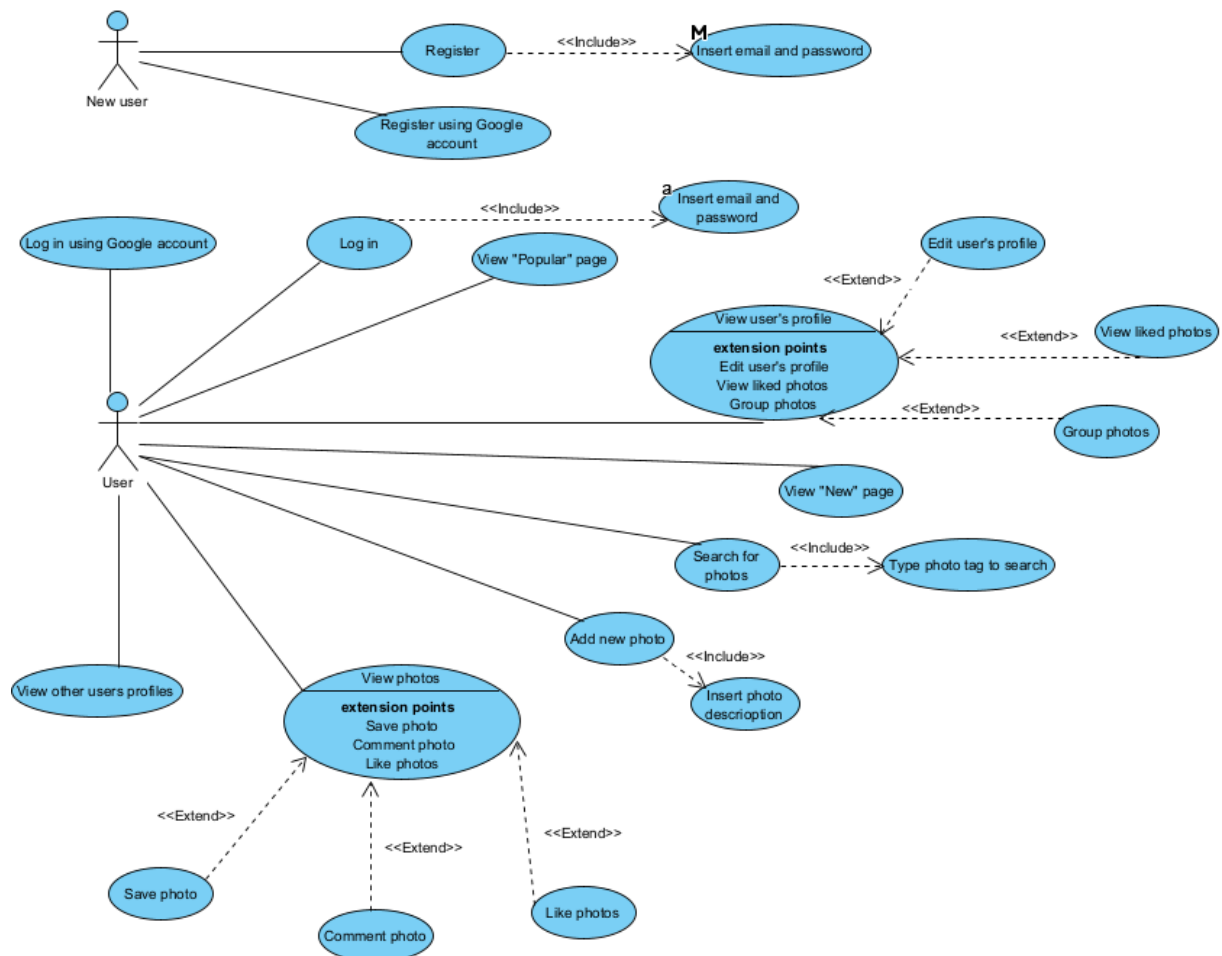 M
Register
<<Include>>
Insert email and password
New user
Register using Google
account
a
Insert email and
password
<<Include>>
Log in using Google account
Log in
View "Popular" page
Edit user's profile
<<Extend>>
View user's profile
extension points
Edit user's profile
View liked photos
Group photos
<<Extend>>
View liked photos
<<Extend>>
Group photos
User
View "New" page
Search for
photos
<<Include>>
Type photo tag to search
Add new photo
<<Include>>
Insert photo
descrioption
View other users profiles
View photos
extension points
Save photo
Comment photo
Like photos
<<Extend>>
<<Extend>>
<<Extend>>
Save photo
Comment photo
Like photos